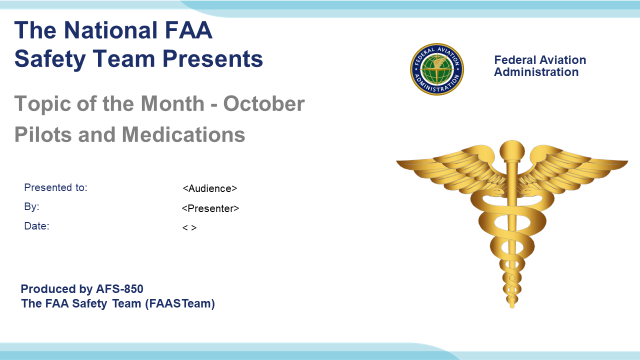 The National FAA
Safety Team Presents
FEDERAL AVIATION
ADMINISTRATION
Federal Aviation
Administration
Topic of the Month - October
Pilots and Medications
Presented to: <Audience>
By: <Presenter>
Date: < >
Produced by AFS-850
The FAA Safety Team (FAASTeam)